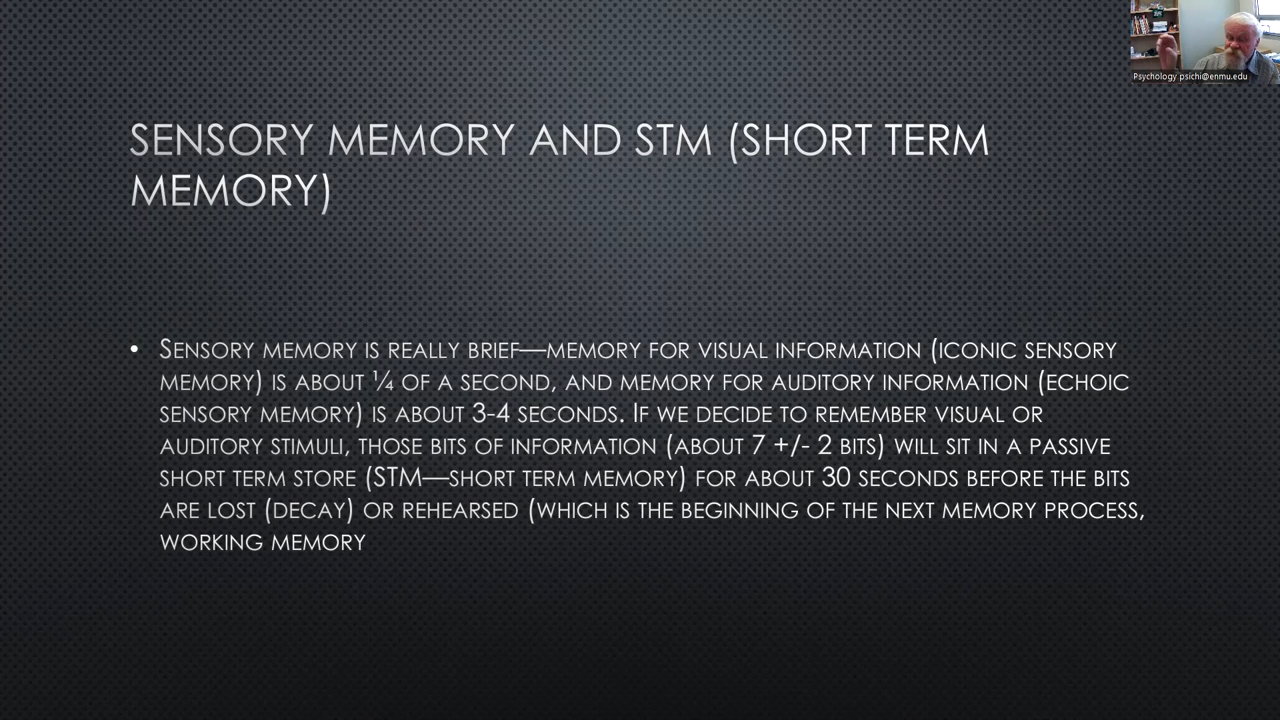 Psychology psichi@enmu.edu
SENSORY MEMORY AND STM (SHORT TERM
MEMORY)
• SENSORY MEMORY IS REALLY BRIEF—MEMORY FOR VISUAL INFORMATION (ICONIC SENSORY
MEMORY) IS ABOUT ¼ OF A SECOND, AND MEMORY FOR AUDITORY INFORMATION (ECHOIC
SENSORY MEMORY) IS ABOUT 3-4 SECONDS. IF WE DECIDE TO REMEMBER VISUAL OR
AUDITORY STIMULI, THOSE BITS OF INFORMATION (ABOUT 7 +/- 2 BITS) WILL SIT IN A PASSIVE
SHORT TERM STORE (STM—SHORT TERM MEMORY) FOR ABOUT 30 SECONDS BEFORE THE BITS
ARE LOST (DECAY) OR REHEARSED (WHICH IS THE BEGINNING OF THE NEXT MEMORY PROCESS,
WORKING MEMORY